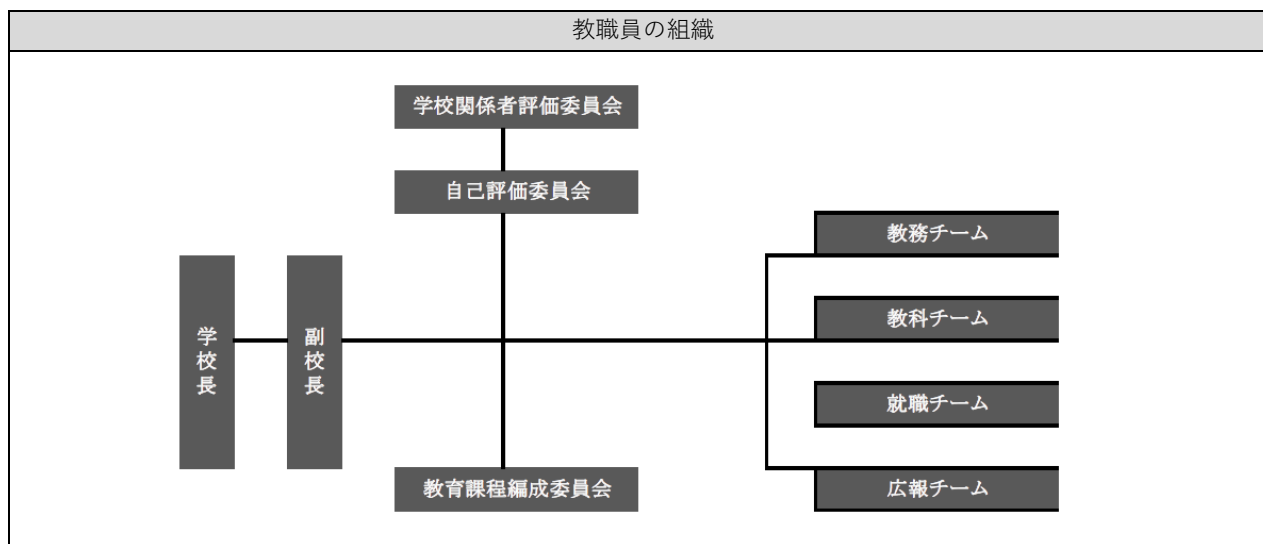 教職員の組織
学校関係者評価委員会
自己評価委員会
教務チーム
教科チーム
学校長
副校長
就職チーム
教育課程編成委員会
広報チーム